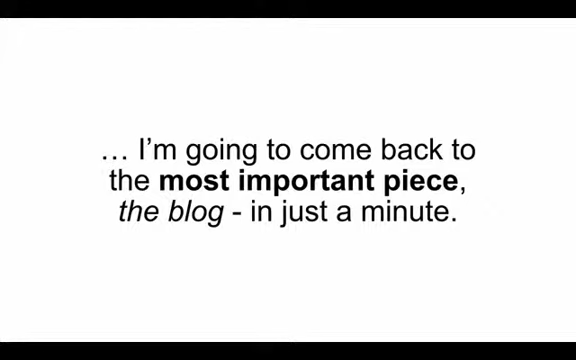 … I'm going to come back to
the most important piece,
the blog - in just a minute.